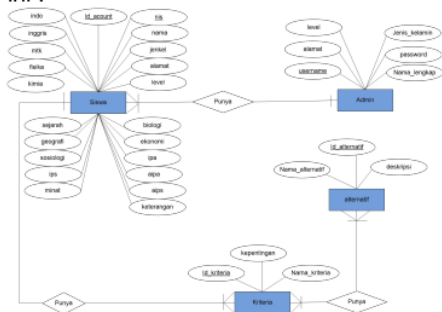 indo
id_acount
nis
inggris
nama
mtk
jenkel
fisika
alamat
kimia
level
Siswa
Punya
level
Jenis_kelamin
alamat
password
username
Nama_lengkap
Admin
sejarah
biologi
geografi
ekonomi
sosiologi
ipa
ips
aipa
minat
aips
keterangan
Id_alternatif
Nama_alternatif
deskripsi
alternatif
kepentingan
Id_kriteria
Nama_kriteria
Punya
Kriteria
Punya